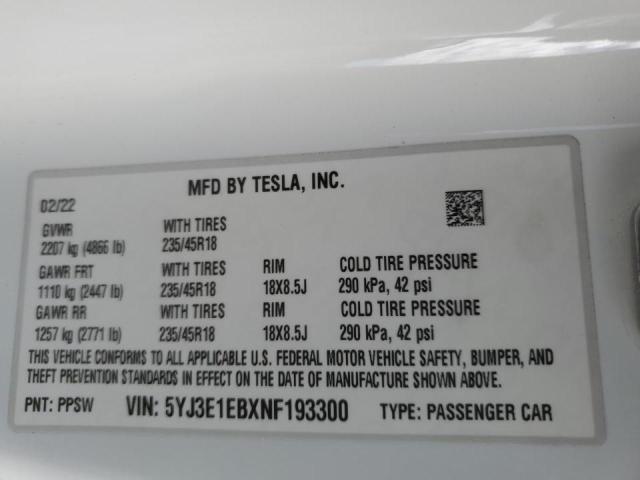 MFD BY TESLA, INC.
02/22
GVWR WITH TIRES
2207 kg (4866 lb) 235/45R18
GAWR FRT WITH TIRES RIM COLD TIRE PRESSURE
1110 kg (2447 lb) 235/45R18 18X8.5J 290 kPa, 42 psi
GAWR RR WITH TIRES RIM COLD TIRE PRESSURE
1257 kg (2771 lb) 235/45R18 18X8.5J 290 kPa, 42 psi
THIS VEHICLE CONFORMS TO ALL APPLICABLE U.S. FEDERAL MOTOR VEHICLE SAFETY, BUMPER, AND
THEFT PREVENTION STANDARDS IN EFFECT ON THE DATE OF MANUFACTURE SHOWN ABOVE.
PNT: PPSW VIN: 5YJ3E1EBXNF193300 TYPE: PASSENGER CAR